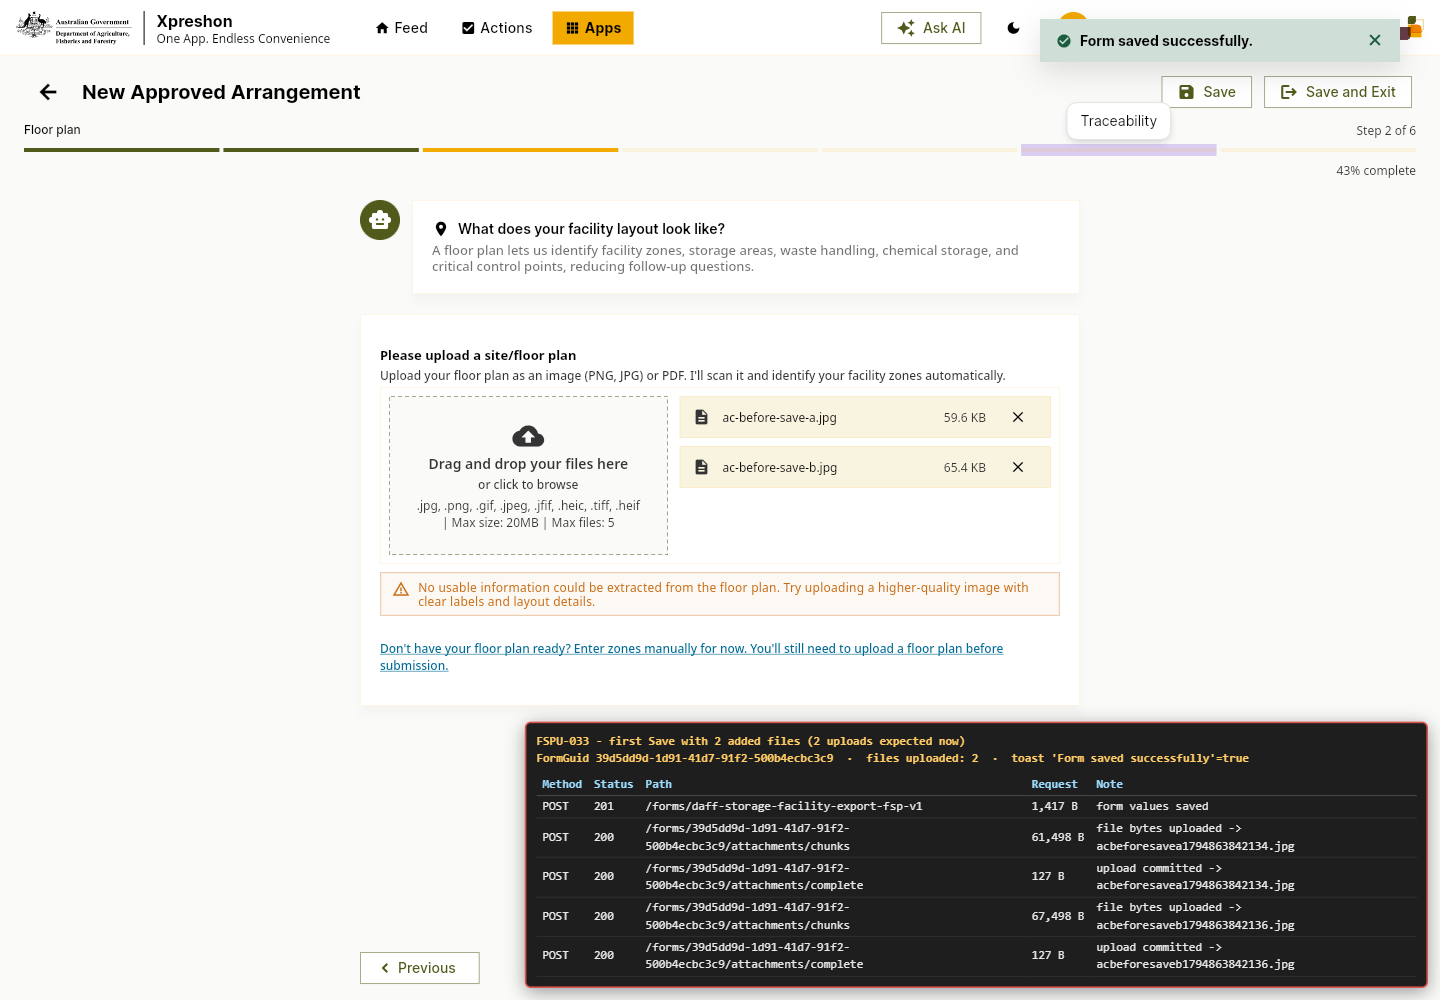 Australian Government
Department of Agriculture,
Fisheries and Forestry
Xpreshon
One App. Endless Convenience
Feed
Actions
Apps
Ask AI
Form saved successfully.
New Approved Arrangement
Save
Save and Exit
Traceability
Floor plan
Step 2 of 6
43% complete
What does your facility layout look like?
A floor plan lets us identify facility zones, storage areas, waste handling, chemical storage, and
critical control points, reducing follow-up questions.
Please upload a site/floor plan
Upload your floor plan as an image (PNG, JPG) or PDF. I'll scan it and identify your facility zones automatically.
Drag and drop your files here
or click to browse
.jpg, .png, .gif, .jpeg, .jfif, .heic, .tiff, .heif
| Max size: 20MB | Max files: 5
ac-before-save-a.jpg 59.6 KB
ac-before-save-b.jpg 65.4 KB
No usable information could be extracted from the floor plan. Try uploading a higher-quality image with
clear labels and layout details.
Don't have your floor plan ready? Enter zones manually for now. You'll still need to upload a floor plan before
submission.
FSPU-033 - first Save with 2 added files (2 uploads expected now)
FormGuid 39d5dd9d-1d91-41d7-91f2-500b4ecbc3c9 · files uploaded: 2 · toast 'Form saved successfully'=true
Method Status Path Request Note
POST 201 /forms/daff-storage-facility-export-fsp-v1 1,417 B form values saved
POST 200 /forms/39d5dd9d-1d91-41d7-91f2-500b4ecbc3c9/attachments/chunks 61,498 B file bytes uploaded -> acbeforesavea1794863842134.jpg
POST 200 /forms/39d5dd9d-1d91-41d7-91f2-500b4ecbc3c9/attachments/complete 127 B upload committed -> acbeforesavea1794863842134.jpg
POST 200 /forms/39d5dd9d-1d91-41d7-91f2-500b4ecbc3c9/attachments/chunks 67,498 B file bytes uploaded -> acbeforesaveb1794863842136.jpg
POST 200 /forms/39d5dd9d-1d91-41d7-91f2-500b4ecbc3c9/attachments/complete 127 B upload committed -> acbeforesaveb1794863842136.jpg
Previous